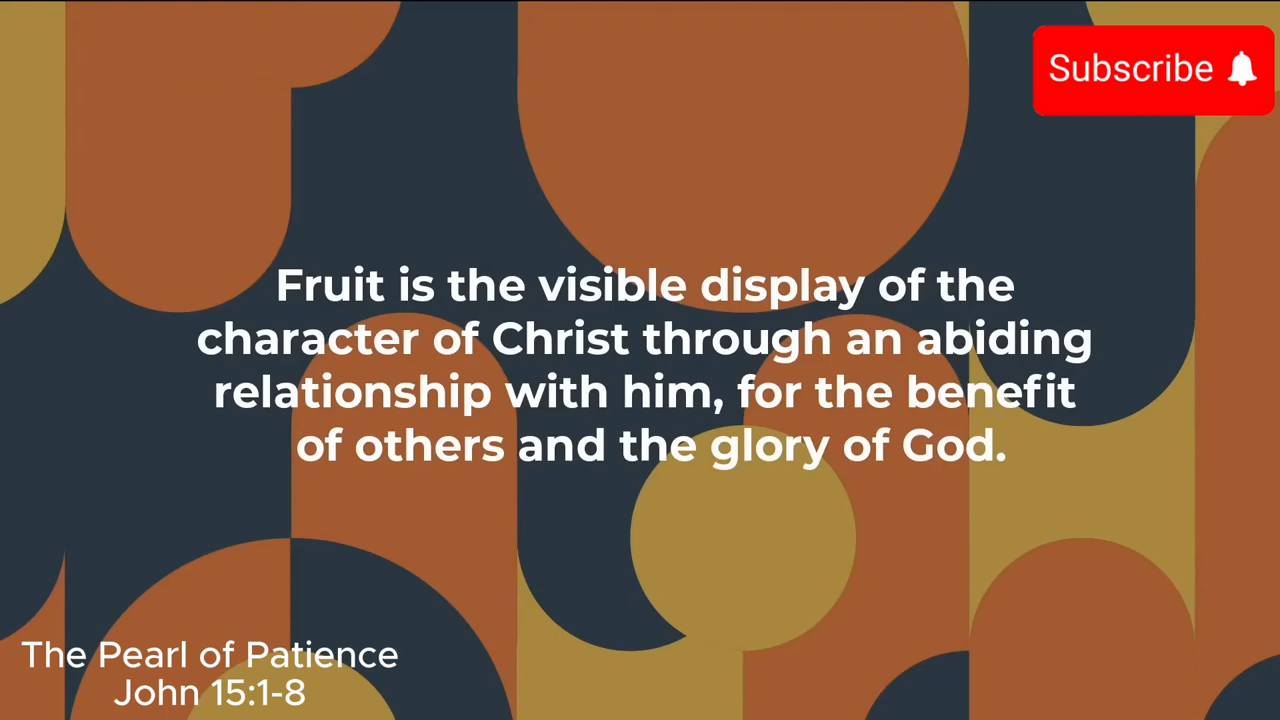 Subscribe
Fruit is the visible display of the
character of Christ through an abiding
relationship with him, for the benefit
of others and the glory of God.
The Pearl of Patience
John 15:1-8